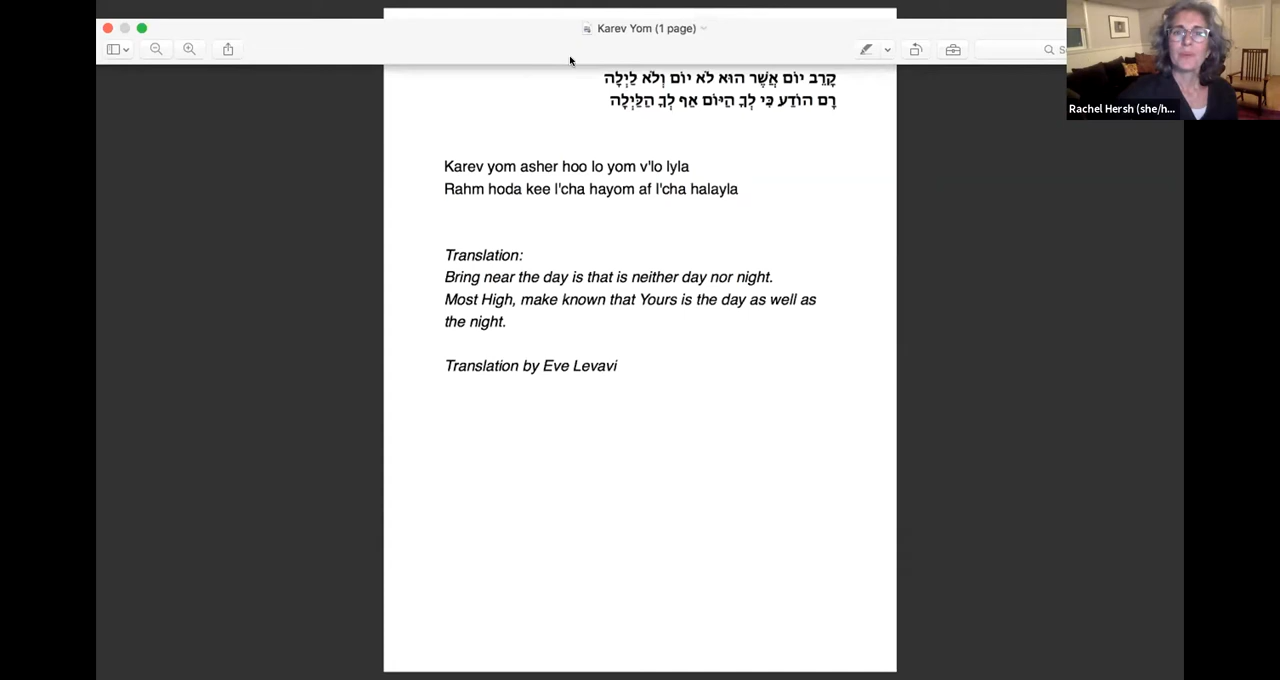 Karev Yom (1 page)
Rachel Hersh (she/h...
קָרֵב יוֹם אֲשֶׁר הוּא לֹא יוֹם וְלֹא לַיְלָה
רָם הוֹדַע כִּי לְךָ הַיּוֹם אַף לְךָ הַלַּיְלָה
Karev yom asher hoo lo yom v'lo lyla
Rahm hoda kee l'cha hayom af l'cha halayla
Translation:
Bring near the day is that is neither day nor night.
Most High, make known that Yours is the day as well as
the night.
Translation by Eve Levavi